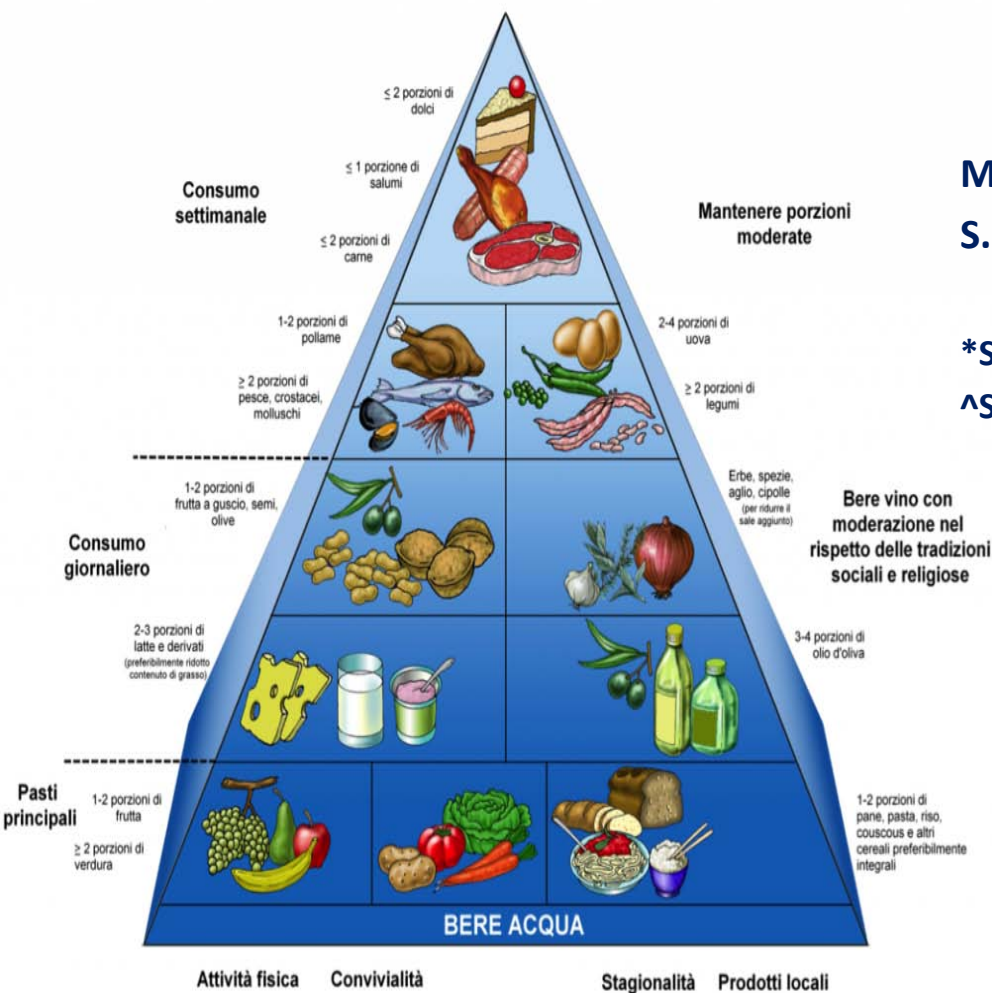 ≤ 2 porzioni di
dolci
≤ 1 porzione di
salumi
Consumo
settimanale
≤ 2 porzioni di
carne
Mantenere porzioni
moderate
M
S.
1-2 porzioni di
pollame
2-4 porzioni di
uova
*S
≥ 2 porzioni di
pesce, crostacei,
molluschi
≥ 2 porzioni di
legumi
^S
1-2 porzioni di
frutta a guscio, semi,
olive
Erbe, spezie,
aglio, cipolle
(per ridurre il
sale aggiunto)
Consumo
giornaliero
Bere vino con
moderazione nel
rispetto delle tradizioni
sociali e religiose
2-3 porzioni di
latte e derivati
(preferibilmente ridotto
contenuto di grasso)
3-4 porzioni di
olio d'oliva
Pasti
principali
1-2 porzioni di
frutta
≥ 2 porzioni di
verdura
1-2 porzioni di
pane, pasta, riso,
couscous e altri
cereali preferibilmente
integrali
BERE ACQUA
Attività fisica Convivialità Stagionalità Prodotti locali